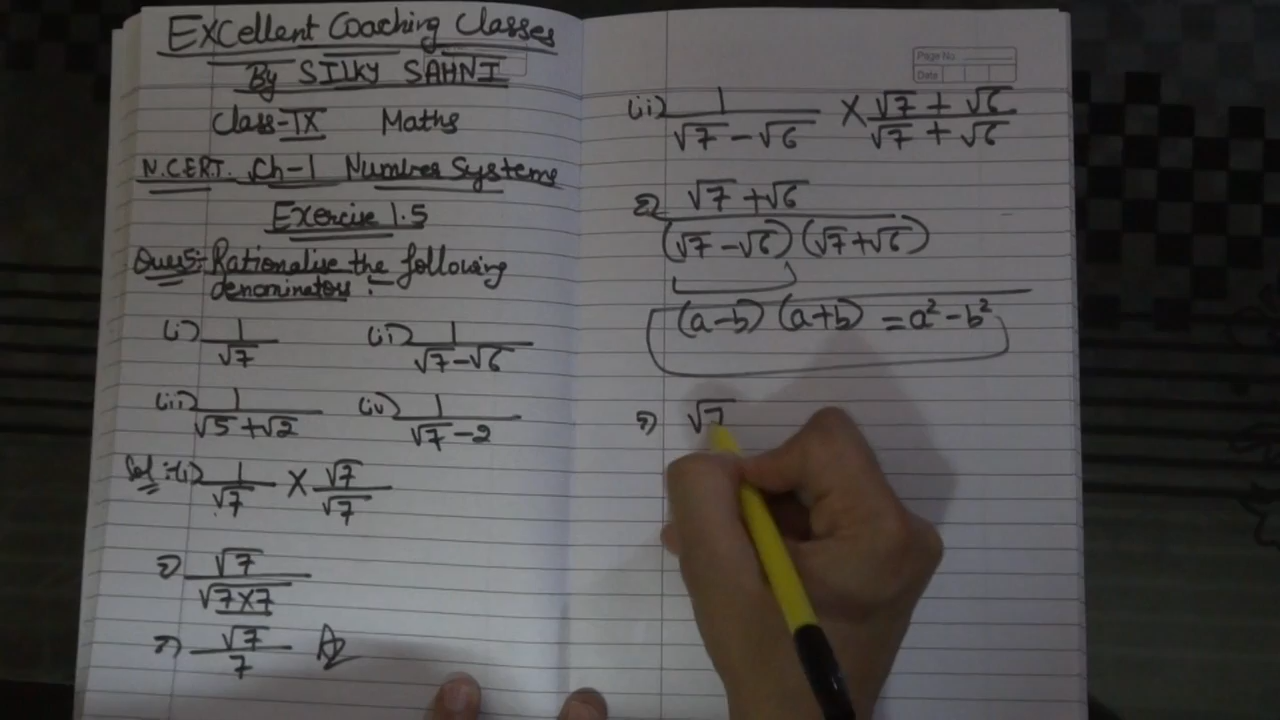 Excellent Coaching Classes
By SILKY SAHNI
Class-IX Maths
N.C.E.R.T. Ch-1 Number Systems
Exercise 1.5
Ques5:- Rationalise the following
denominators:-
(i) 1/√7 (ii) 1/(√7-√6)
(iii) 1/(√5+√2) (iv) 1/(√7-2)
Sol:-(i) 1/√7 × √7/√7
⇒ √7/√(7×7)
⇒ √7/7 A
Page No
Date
(ii) 1/(√7-√6) × (√7+√6)/(√7+√6)
⇒ (√7+√6)/((√7-√6)(√7+√6))
(a-b)(a+b) = a²-b²
⇒ √7